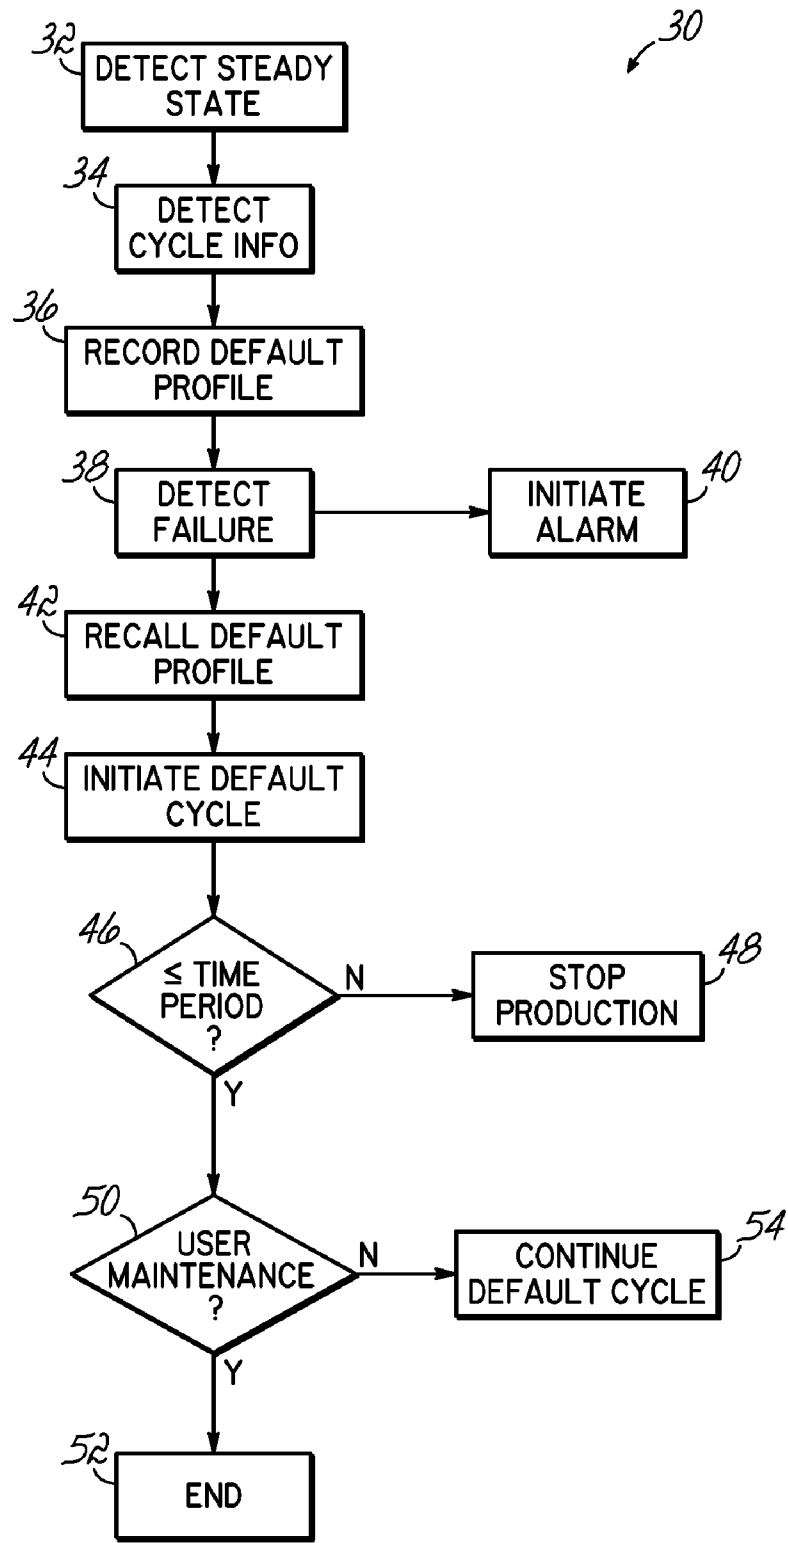 30
32
DETECT STEADY
STATE
34
DETECT
CYCLE INFO
36
RECORD DEFAULT
PROFILE
38
DETECT
FAILURE
40
INITIATE
ALARM
42
RECALL DEFAULT
PROFILE
44
INITIATE DEFAULT
CYCLE
46
≤ TIME
PERIOD
?
N
Y
48
STOP
PRODUCTION
50
USER
MAINTENANCE
?
N
Y
54
CONTINUE
DEFAULT CYCLE
52
END